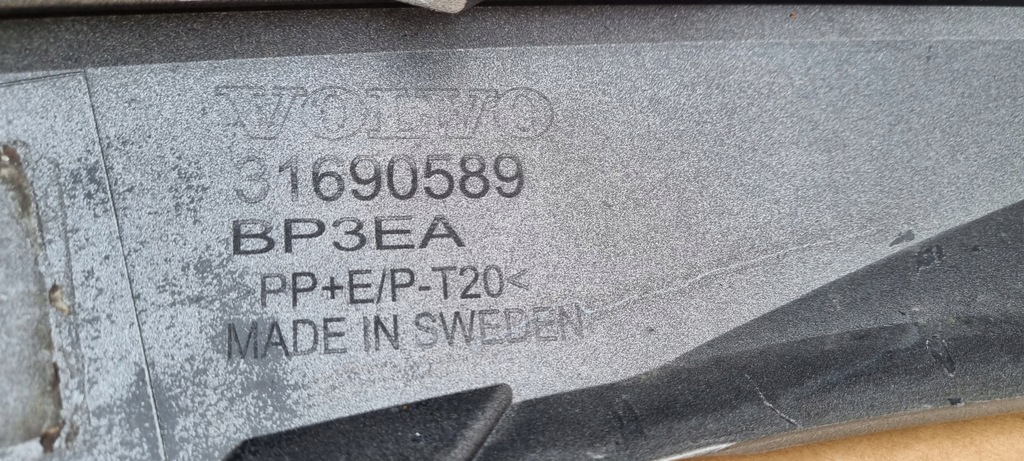 VOLVO
31690589
BP3EA
>PP+E/P-T20<
MADE IN SWEDEN